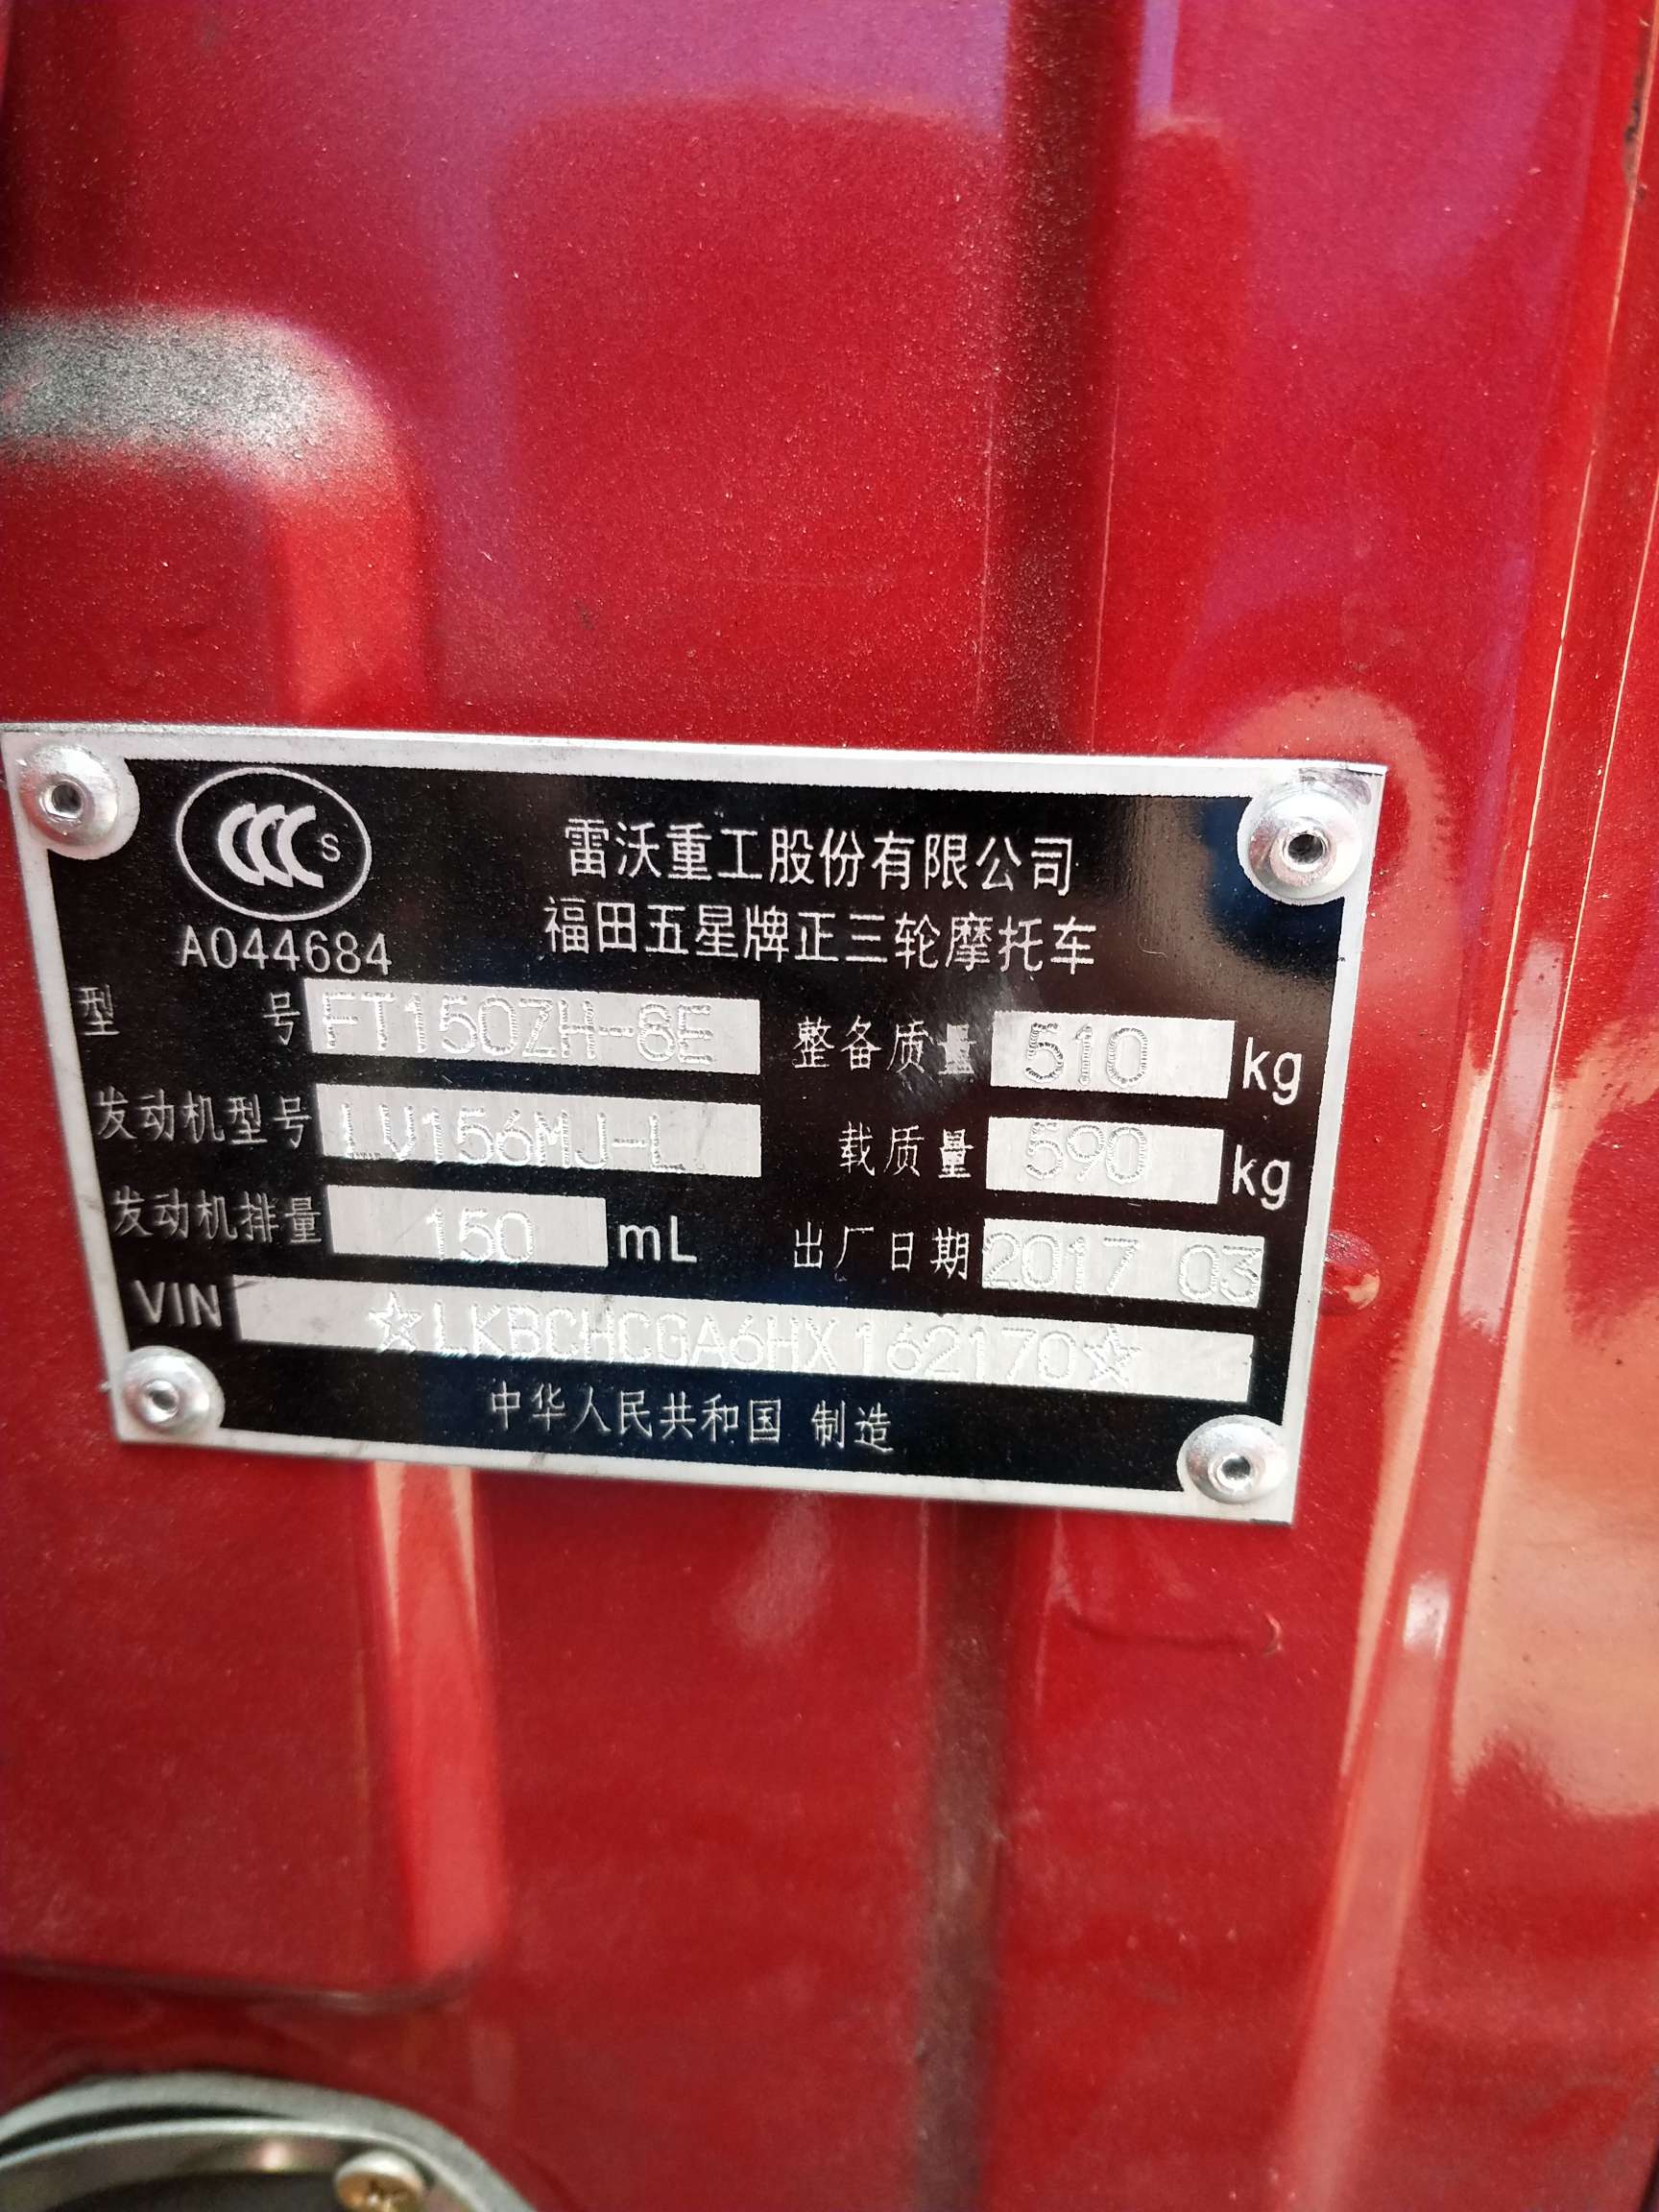 CCC S
雷沃重工股份有限公司
A044684
福田五星牌正三轮摩托车
型 号 FT150ZH-8E 整备质量 510 kg
发动机型号 LV156MJ-L 载质量 590 kg
发动机排量 150 mL 出厂日期 2017 03
VIN ☆LKBCHCGA6HX162170☆
中华人民共和国 制造